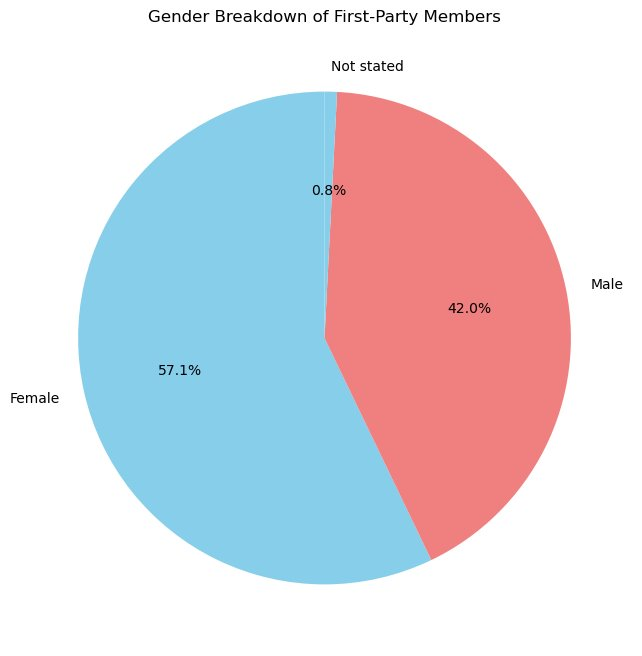 Gender Breakdown of First-Party Members
Not stated
0.8%
Male
42.0%
57.1%
Female